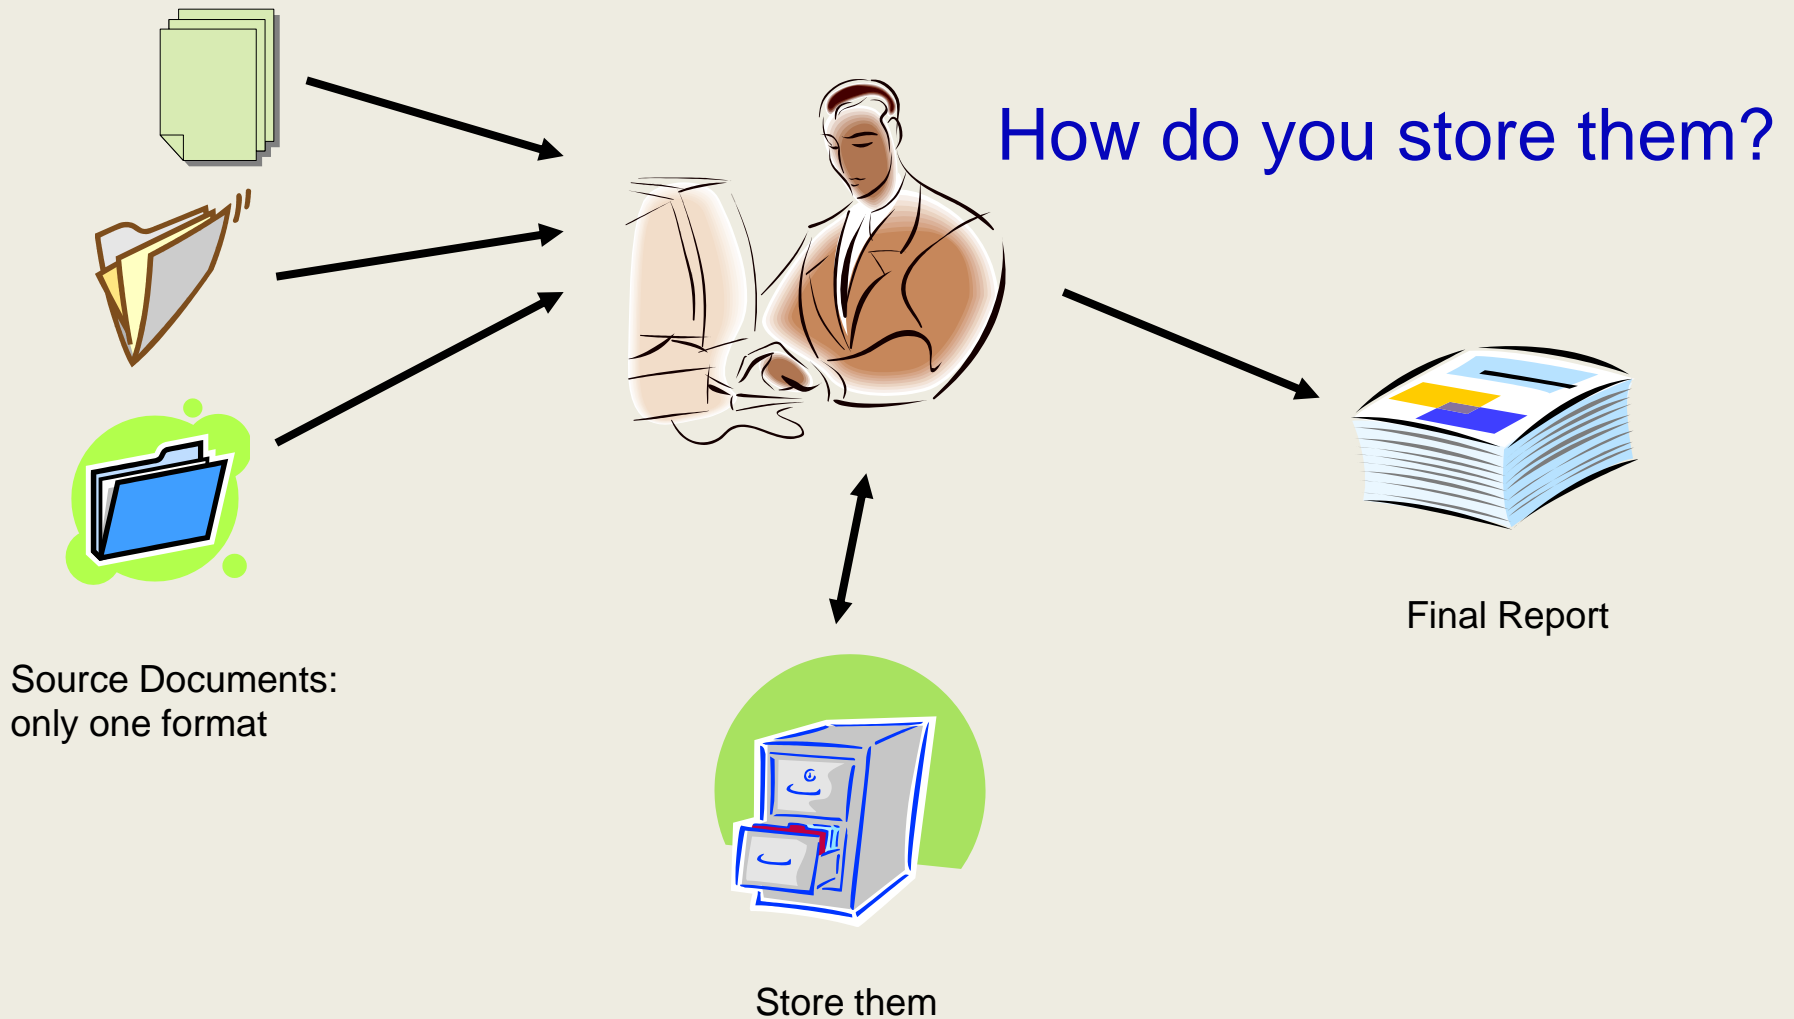 How do you store them?
Final Report
Source Documents:
only one format
Store them